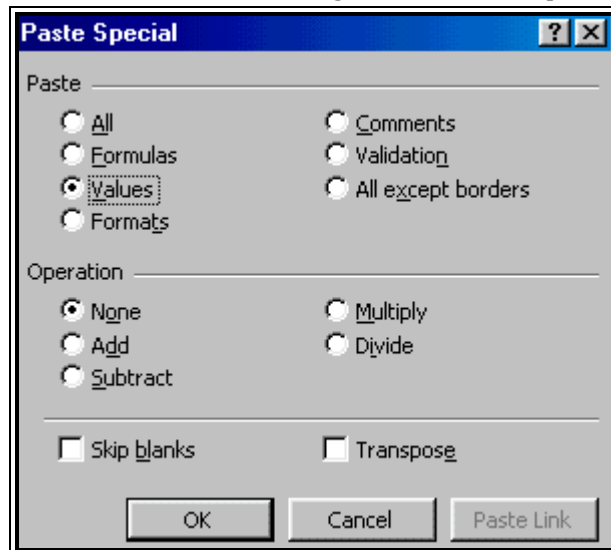 Paste Special
Paste
All
Comments
Formulas
Validation
Values
All except borders
Formats
Operation
None
Multiply
Add
Divide
Subtract
Skip blanks
Transpose
OK
Cancel
Paste Link